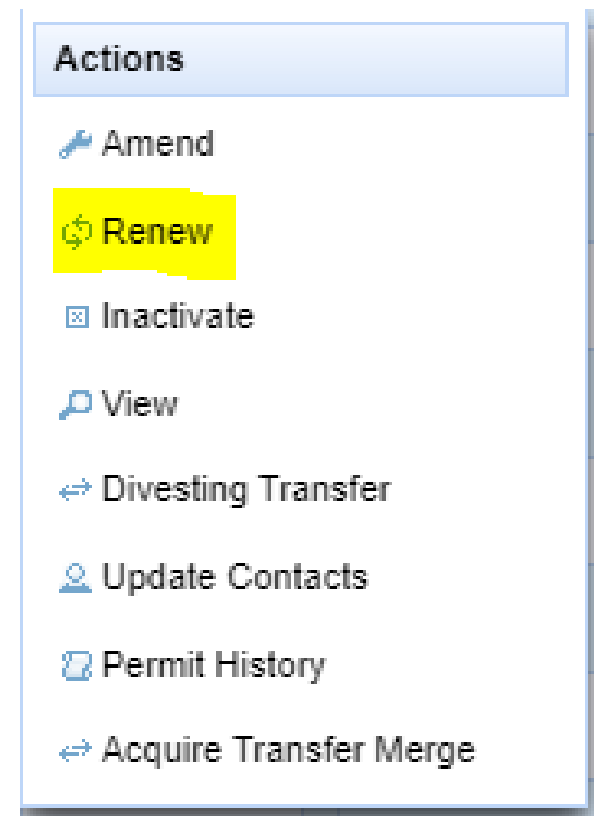 Actions
Amend
Renew
Inactivate
View
Divesting Transfer
Update Contacts
Permit History
Acquire Transfer Merge